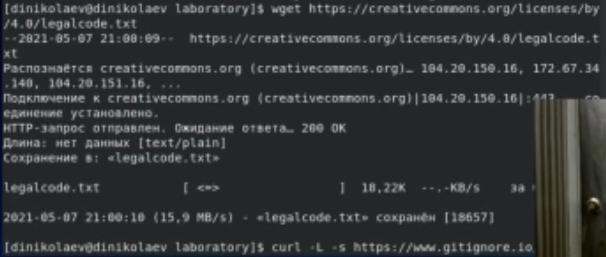 [dinikolaev@dinikolaev laboratory]$ wget https://creativecommons.org/licenses/by
/4.0/legalcode.txt
--2021-05-07 21:00:09-- https://creativecommons.org/licenses/by/4.0/legalcode.t
xt
Распознаётся creativecommons.org (creativecommons.org)… 104.20.150.16, 172.67.34
.140, 104.20.151.16, ...
Подключение к creativecommons.org (creativecommons.org)|104.20.150.16|:443... со
единение установлено.
HTTP-запрос отправлен. Ожидание ответа… 200 OK
Длина: нет данных [text/plain]
Сохранение в: «legalcode.txt»
legalcode.txt [ <=> ] 18,22K --.-KB/s за
2021-05-07 21:00:10 (15,9 MB/s) - «legalcode.txt» сохранён [18657]
[dinikolaev@dinikolaev laboratory]$ curl -L -s https://www.gitignore.io